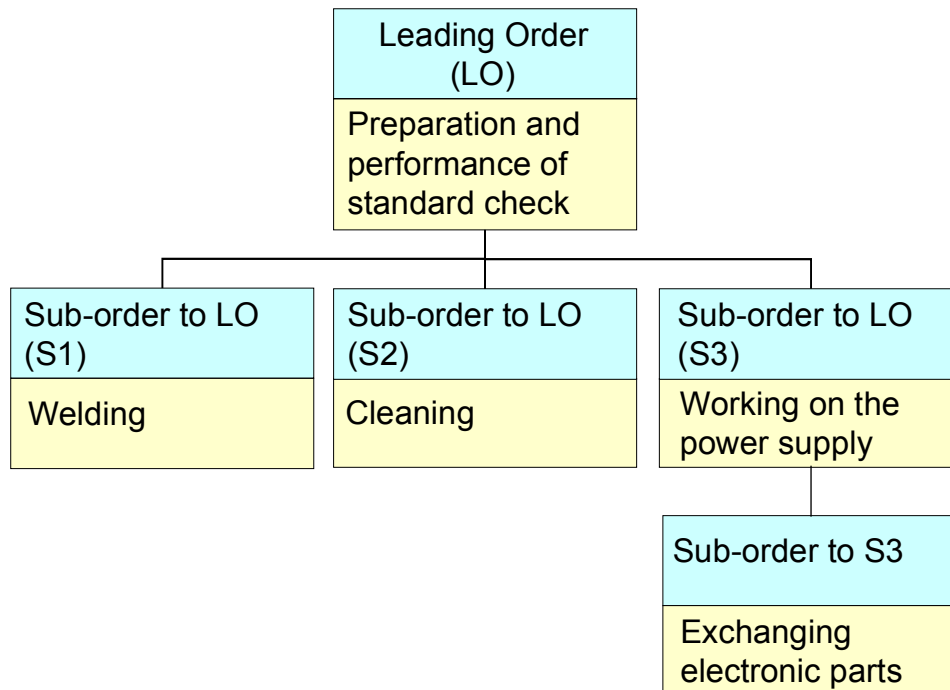 Leading Order
(LO)
Preparation and
performance of
standard check
Sub-order to LO
(S1)
Welding
Sub-order to LO
(S2)
Cleaning
Sub-order to LO
(S3)
Working on the
power supply
Sub-order to S3
Exchanging
electronic parts